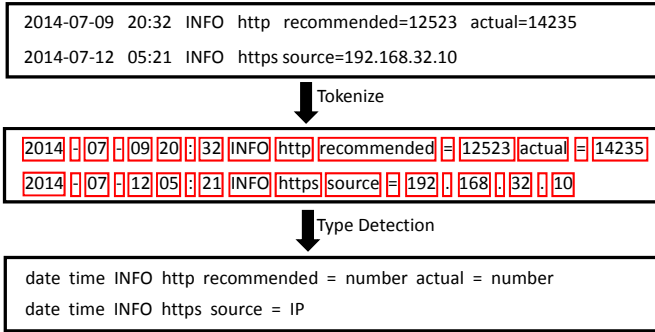 2014-07-09 20:32 INFO http recommended=12523 actual=14235
2014-07-12 05:21 INFO https source=192.168.32.10
Tokenize
2014 - 07 - 09 20 : 32 INFO http recommended = 12523 actual = 14235
2014 - 07 - 12 05 : 21 INFO https source = 192 . 168 . 32 . 10
Type Detection
date time INFO http recommended = number actual = number
date time INFO https source = IP